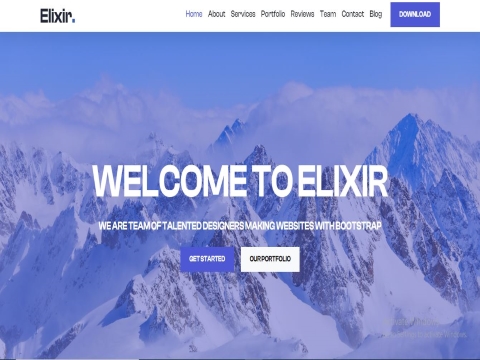 Elixir.
Home About Services Portfolio Reviews Team Contact Blog DOWNLOAD
WELCOME TO ELIXIR
WE ARE TEAM OF TALENTED DESIGNERS MAKING WEBSITES WITH BOOTSTRAP
GET STARTED OUR PORTFOLIO